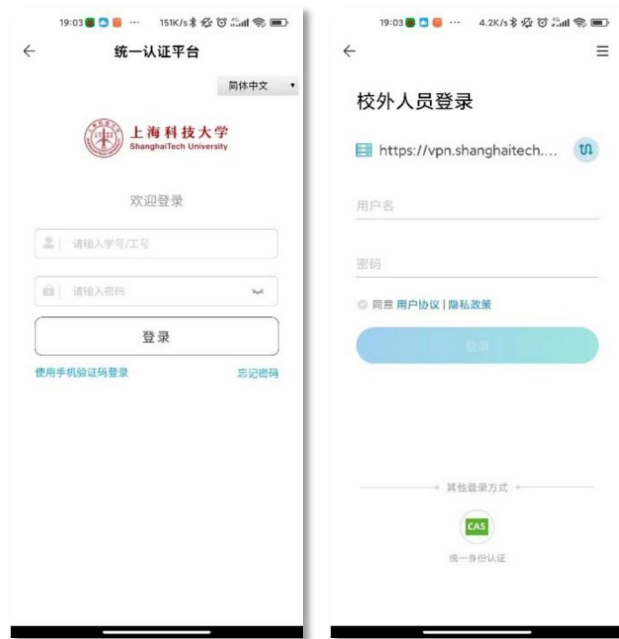 19:03 ··· 151K/s
统一认证平台
简体中文
上海科技大学
ShanghaiTech University
欢迎登录
请输入学号/工号
请输入密码
登录
使用手机验证码登录
忘记密码
19:03 ··· 4.2K/s
校外人员登录
https://vpn.shanghaitech....
用户名
密码
同意 用户协议 | 隐私政策
登录
其他登录方式
CAS
统一身份认证